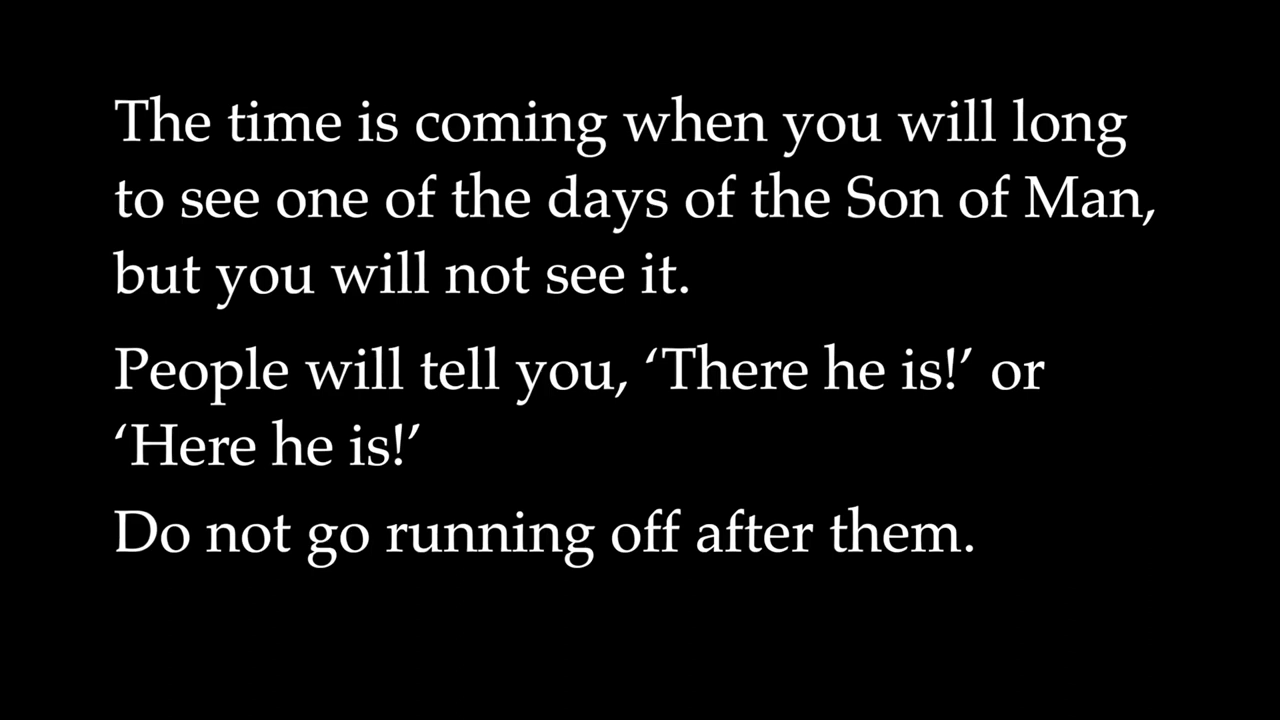 The time is coming when you will long
to see one of the days of the Son of Man,
but you will not see it.
People will tell you, ‘There he is!’ or
‘Here he is!’
Do not go running off after them.